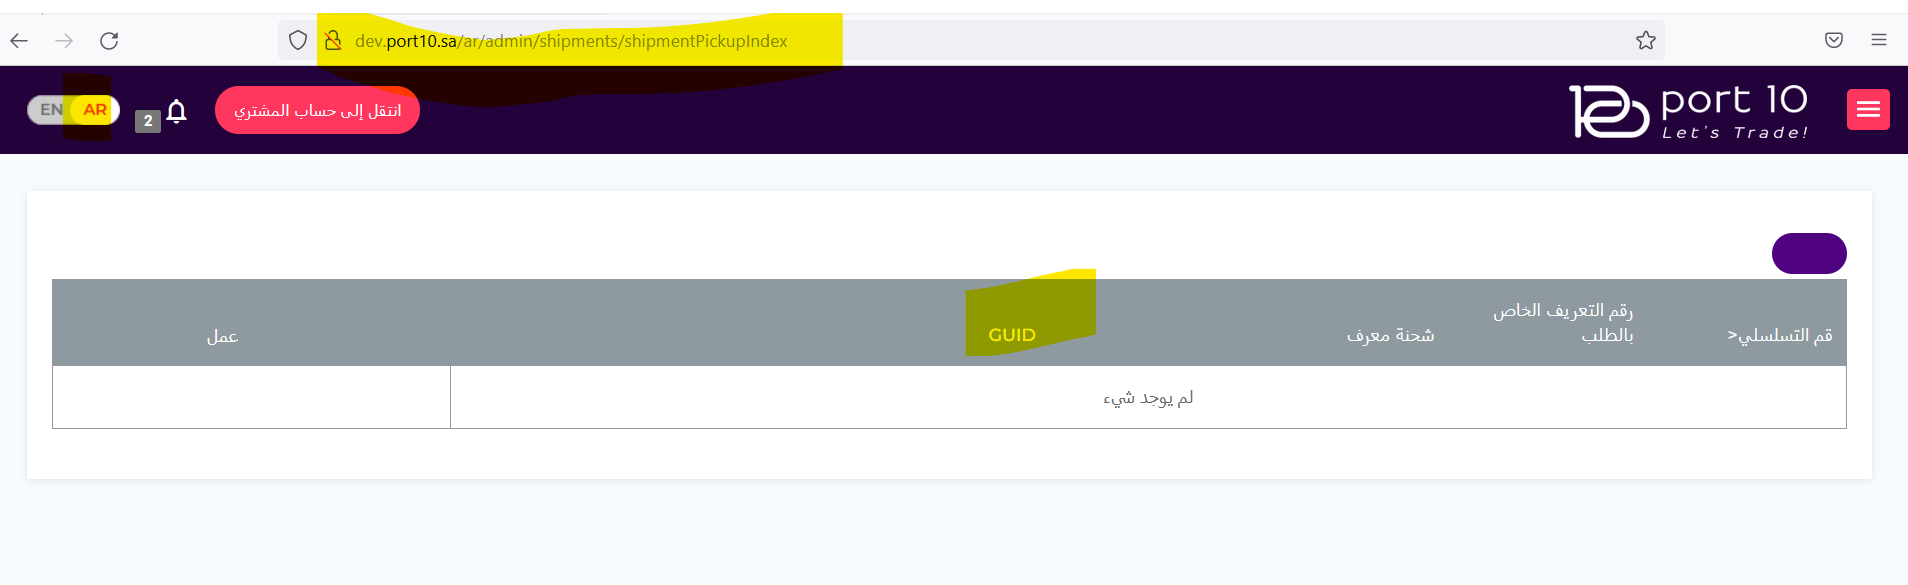 dev.port10.sa/ar/admin/shipments/shipmentPickupIndex
EN AR
2
انتقل إلى حساب المشتري
port 10
Let's Trade!
قم التسلسلي<
رقم التعريف الخاص
بالطلب
شحنة معرف
GUID
عمل
لم يوجد شيء